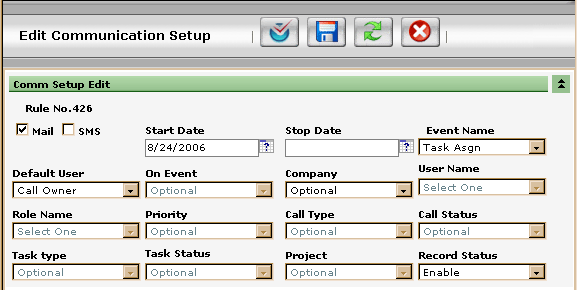 Edit Communication Setup
Comm Setup Edit
Rule No.426
Mail SMS Start Date Stop Date Event Name
8/24/2006 ? ? Task Asgn
Default User On Event Company User Name
Call Owner Optional Optional Select One
Role Name Priority Call Type Call Status
Select One Optional Optional Optional
Task type Task Status Project Record Status
Optional Optional Optional Enable